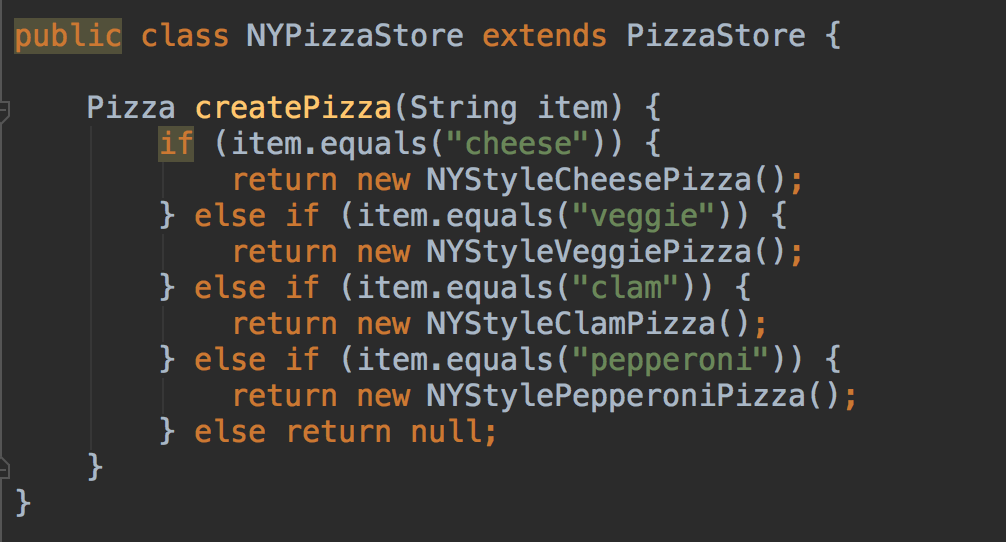 public class NYPizzaStore extends PizzaStore {
    Pizza createPizza(String item) {
        if (item.equals("cheese")) {
            return new NYStyleCheesePizza();
        } else if (item.equals("veggie")) {
            return new NYStyleVeggiePizza();
        } else if (item.equals("clam")) {
            return new NYStyleClamPizza();
        } else if (item.equals("pepperoni")) {
            return new NYStylePepperoniPizza();
        } else return null;
    }
}